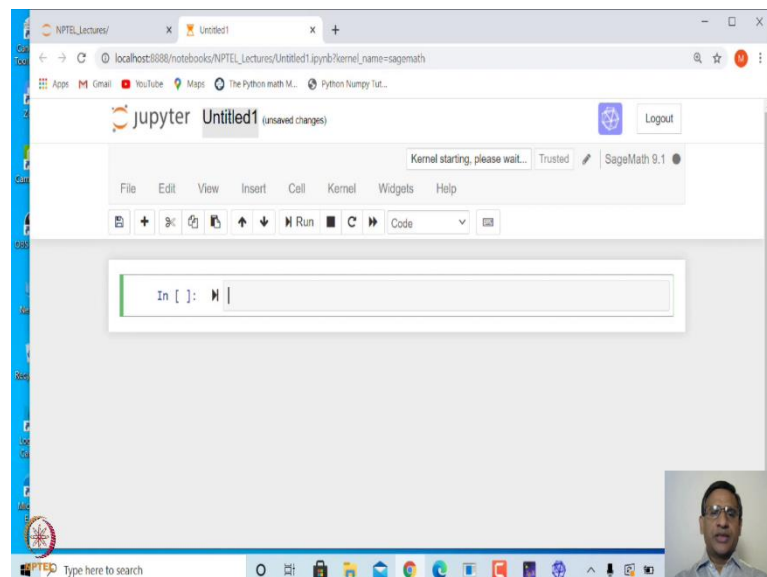 NPTEL_Lectures/
Untitled1
localhost:8888/notebooks/NPTEL_Lectures/Untitled1.ipynb?kernel_name=sagemath
Apps Gmail YouTube Maps The Python math M... Python Numpy Tut...
jupyter Untitled1 (unsaved changes)
Logout
Kernel starting, please wait... Trusted SageMath 9.1
File Edit View Insert Cell Kernel Widgets Help
Run Code
In [ ]:
Type here to search